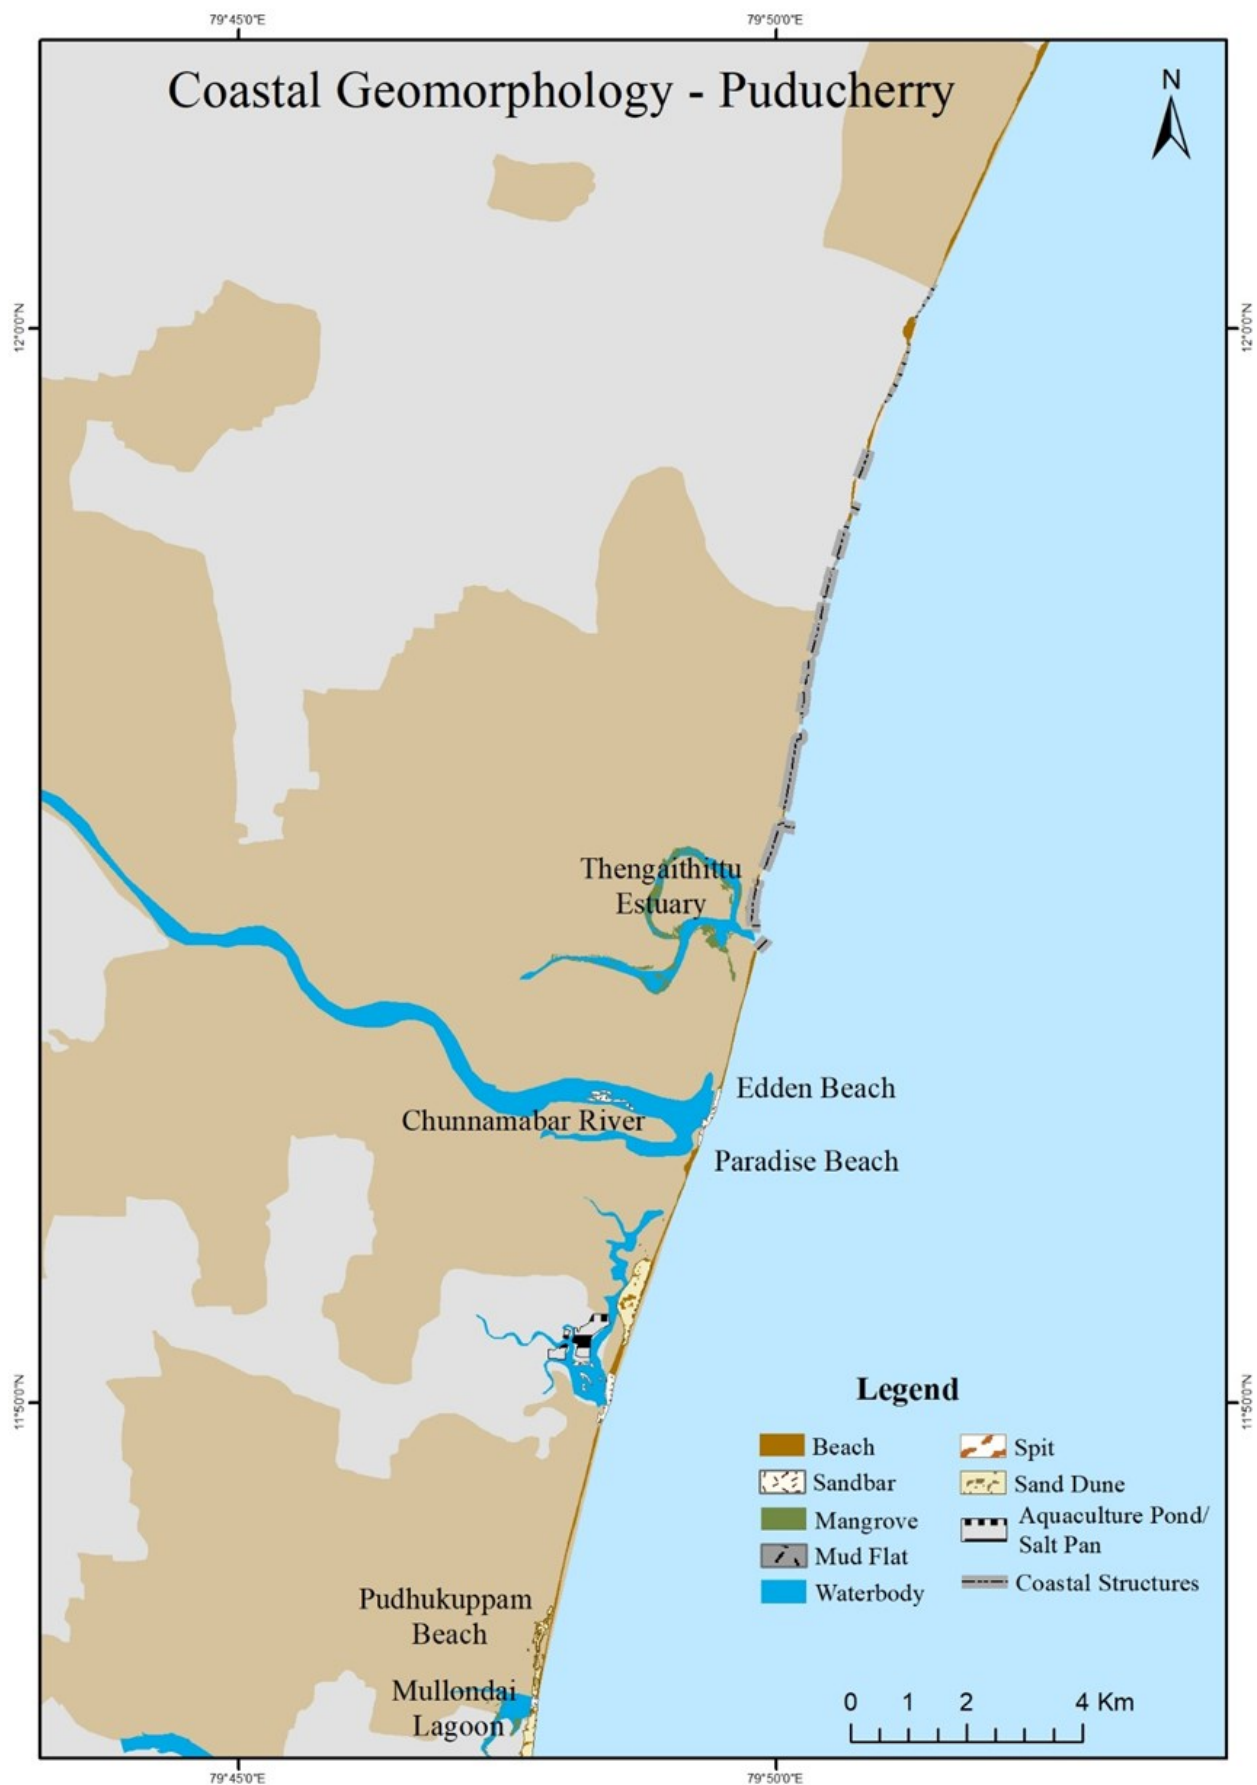 79°45'0"E
79°50'0"E
Coastal Geomorphology - Puducherry
N
12°0'0"N
12°0'0"N
Thengaithittu
Estuary
Edden Beach
Chunnamabar River
Paradise Beach
11°50'0"N
11°50'0"N
Legend
Beach
Sandbar
Mangrove
Mud Flat
Waterbody
Spit
Sand Dune
Aquaculture Pond/
Salt Pan
Coastal Structures
Pudhukuppam
Beach
Mullondai
Lagoon
0 1 2 4 Km
79°45'0"E
79°50'0"E